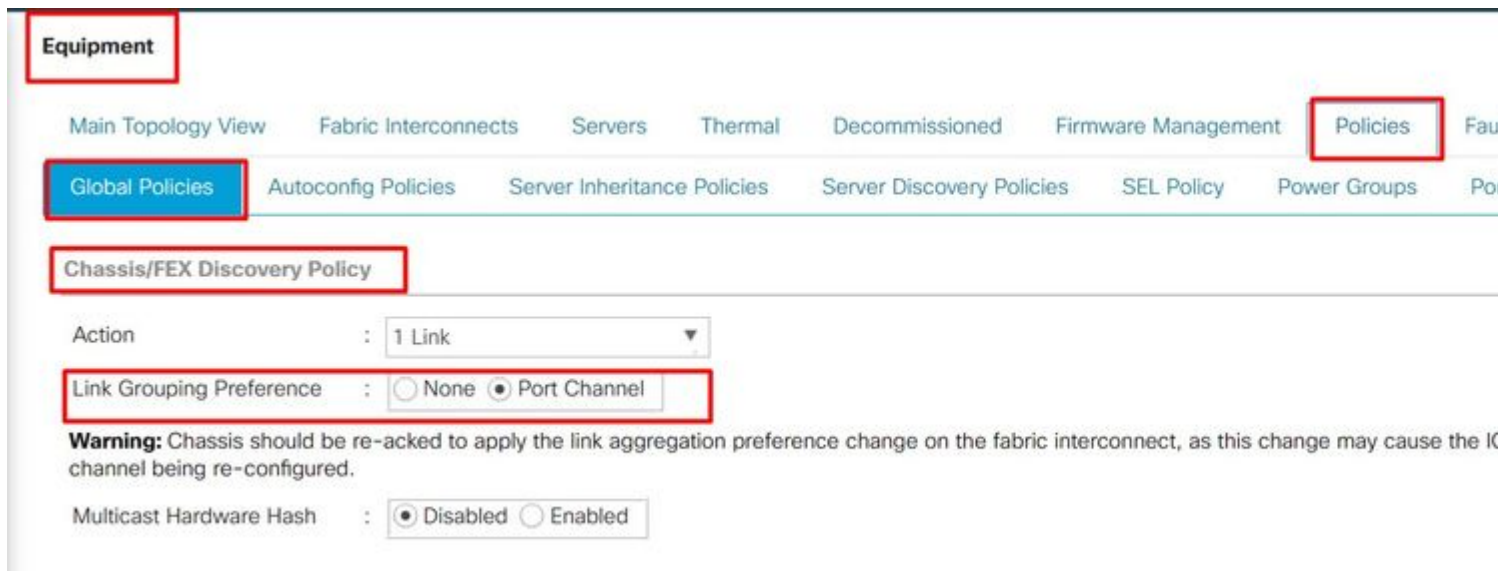 Equipment
Main Topology View Fabric Interconnects Servers Thermal Decommissioned Firmware Management Policies
Global Policies Autoconfig Policies Server Inheritance Policies Server Discovery Policies SEL Policy Power Groups
Chassis/FEX Discovery Policy
Action : 1 Link
Link Grouping Preference : None Port Channel
Warning: Chassis should be re-acked to apply the link aggregation preference change on the fabric interconnect, as this change may cause the
channel being re-configured.
Multicast Hardware Hash : Disabled Enabled